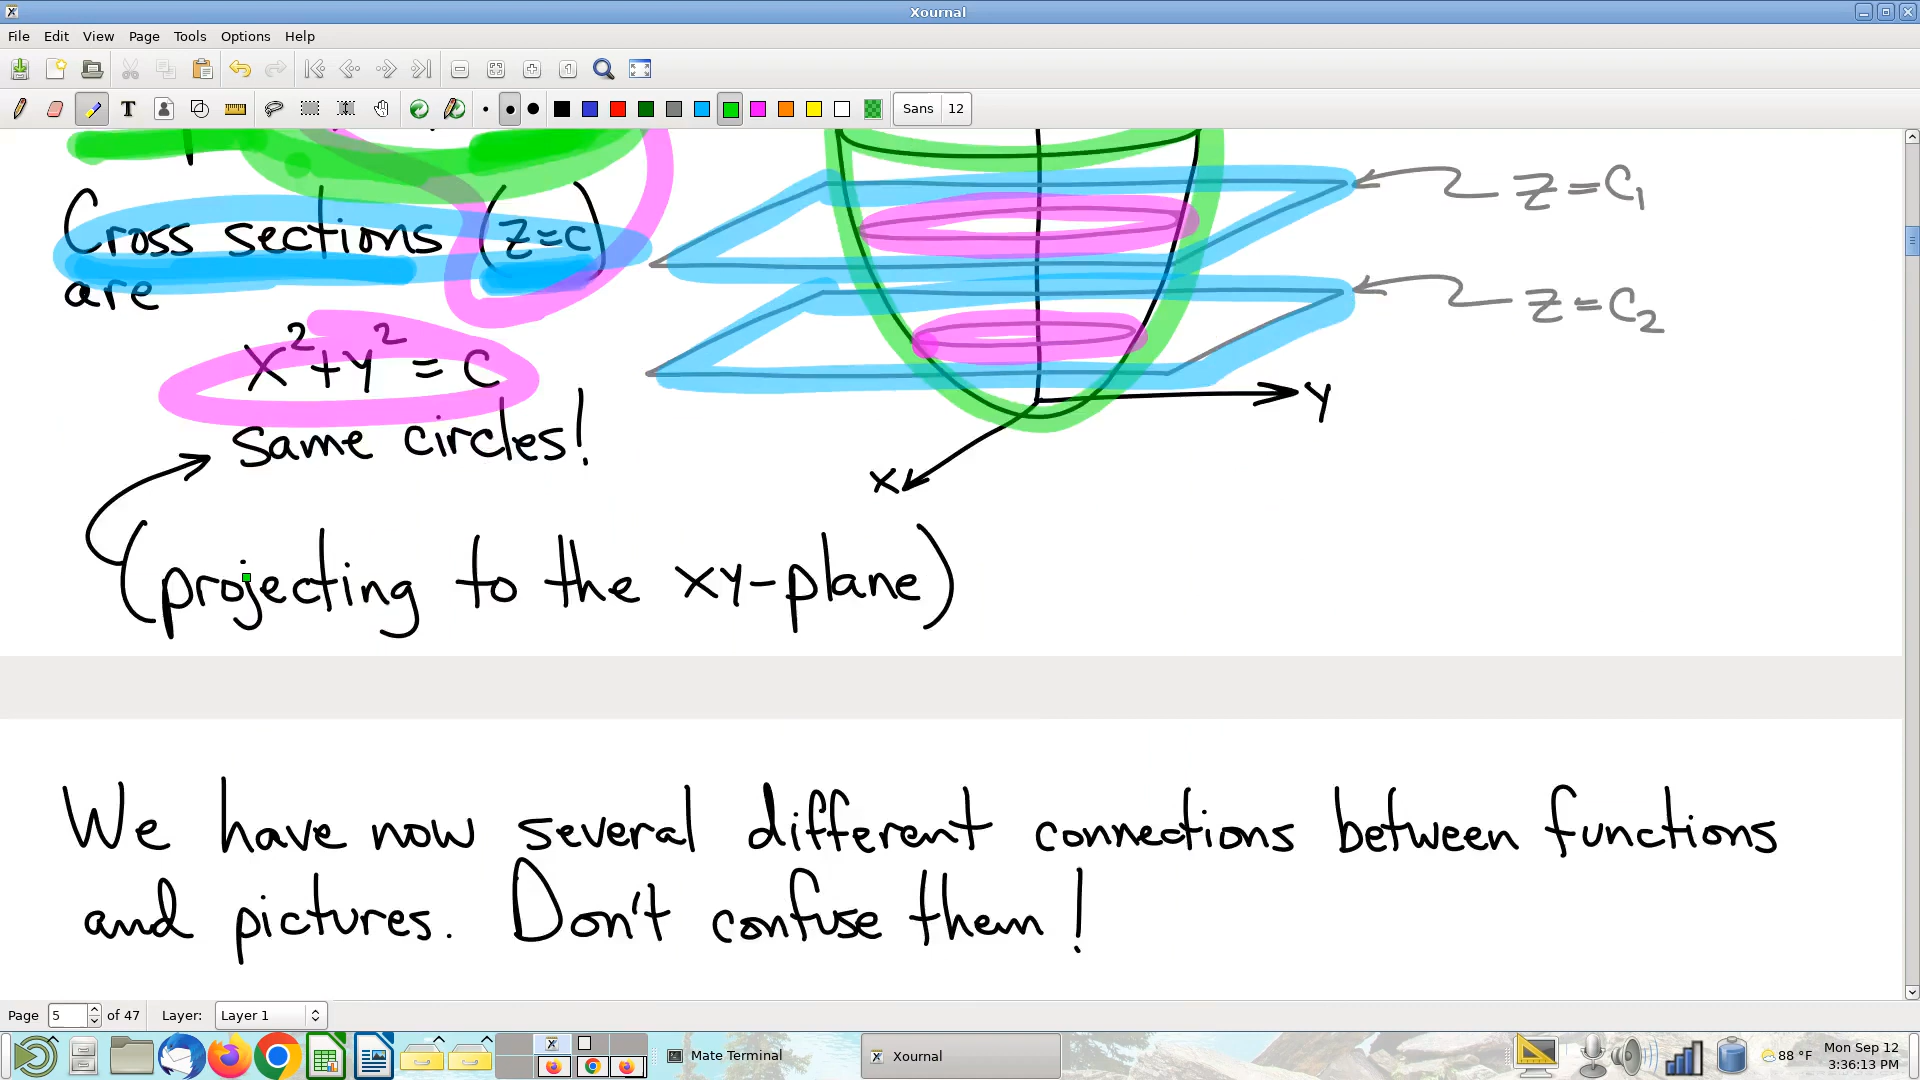 Xournal
File Edit View Page Tools Options Help
Sans 12
Cross sections (z=c)
are
x²+y² = c
same circles!
(projecting to the xy-plane)
z=c₁
z=c₂
y
x
We have now several different connections between functions
and pictures. Don't confuse them!
Page 5 of 47 Layer: Layer 1
Mate Terminal
Xournal
88 °F
Mon Sep 12
3:36:13 PM